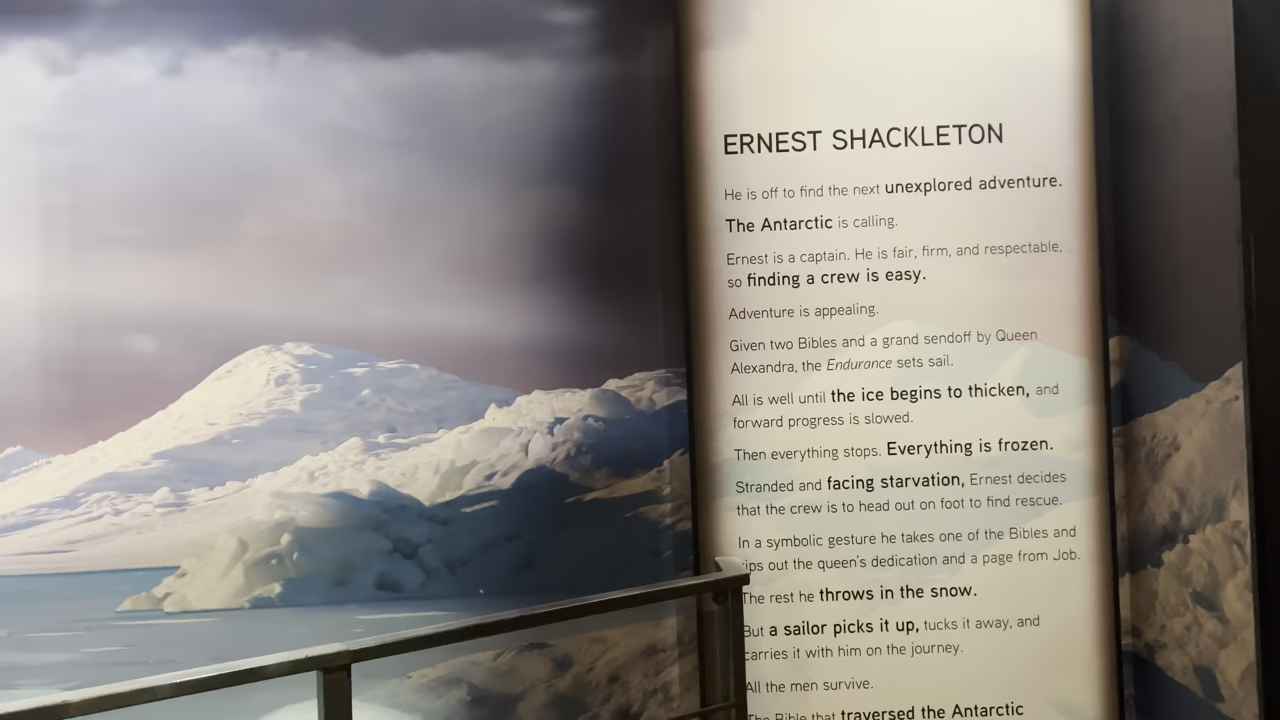 ERNEST SHACKLETON
He is off to find the next unexplored adventure.
The Antarctic is calling.
Ernest is a captain. He is fair, firm, and respectable,
so finding a crew is easy.
Adventure is appealing.
Given two Bibles and a grand sendoff by Queen
Alexandra, the Endurance sets sail.
All is well until the ice begins to thicken, and
forward progress is slowed.
Then everything stops. Everything is frozen.
Stranded and facing starvation, Ernest decides
that the crew is to head out on foot to find rescue.
In a symbolic gesture he takes one of the Bibles and
rips out the queen's dedication and a page from Job.
The rest he throws in the snow.
But a sailor picks it up, tucks it away, and
carries it with him on the journey.
All the men survive.
The Bible that traversed the Antarctic